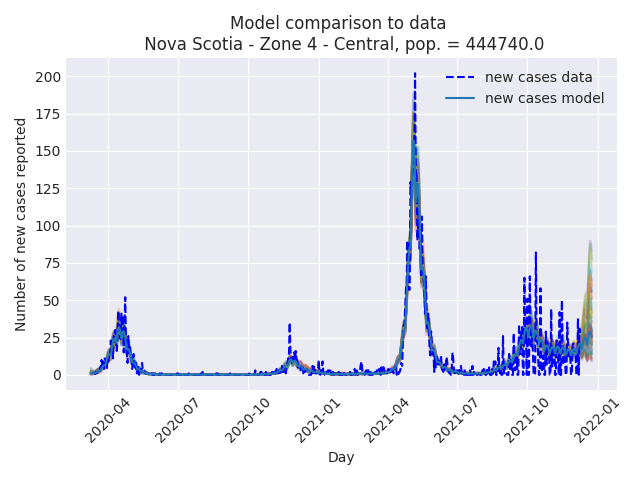 Model comparison to data
Nova Scotia - Zone 4 - Central, pop. = 444740.0
new cases data
new cases model
Number of new cases reported
200
175
150
125
100
75
50
25
0
2020-04
2020-07
2020-10
2021-01
2021-04
2021-07
2021-10
2022-01
Day